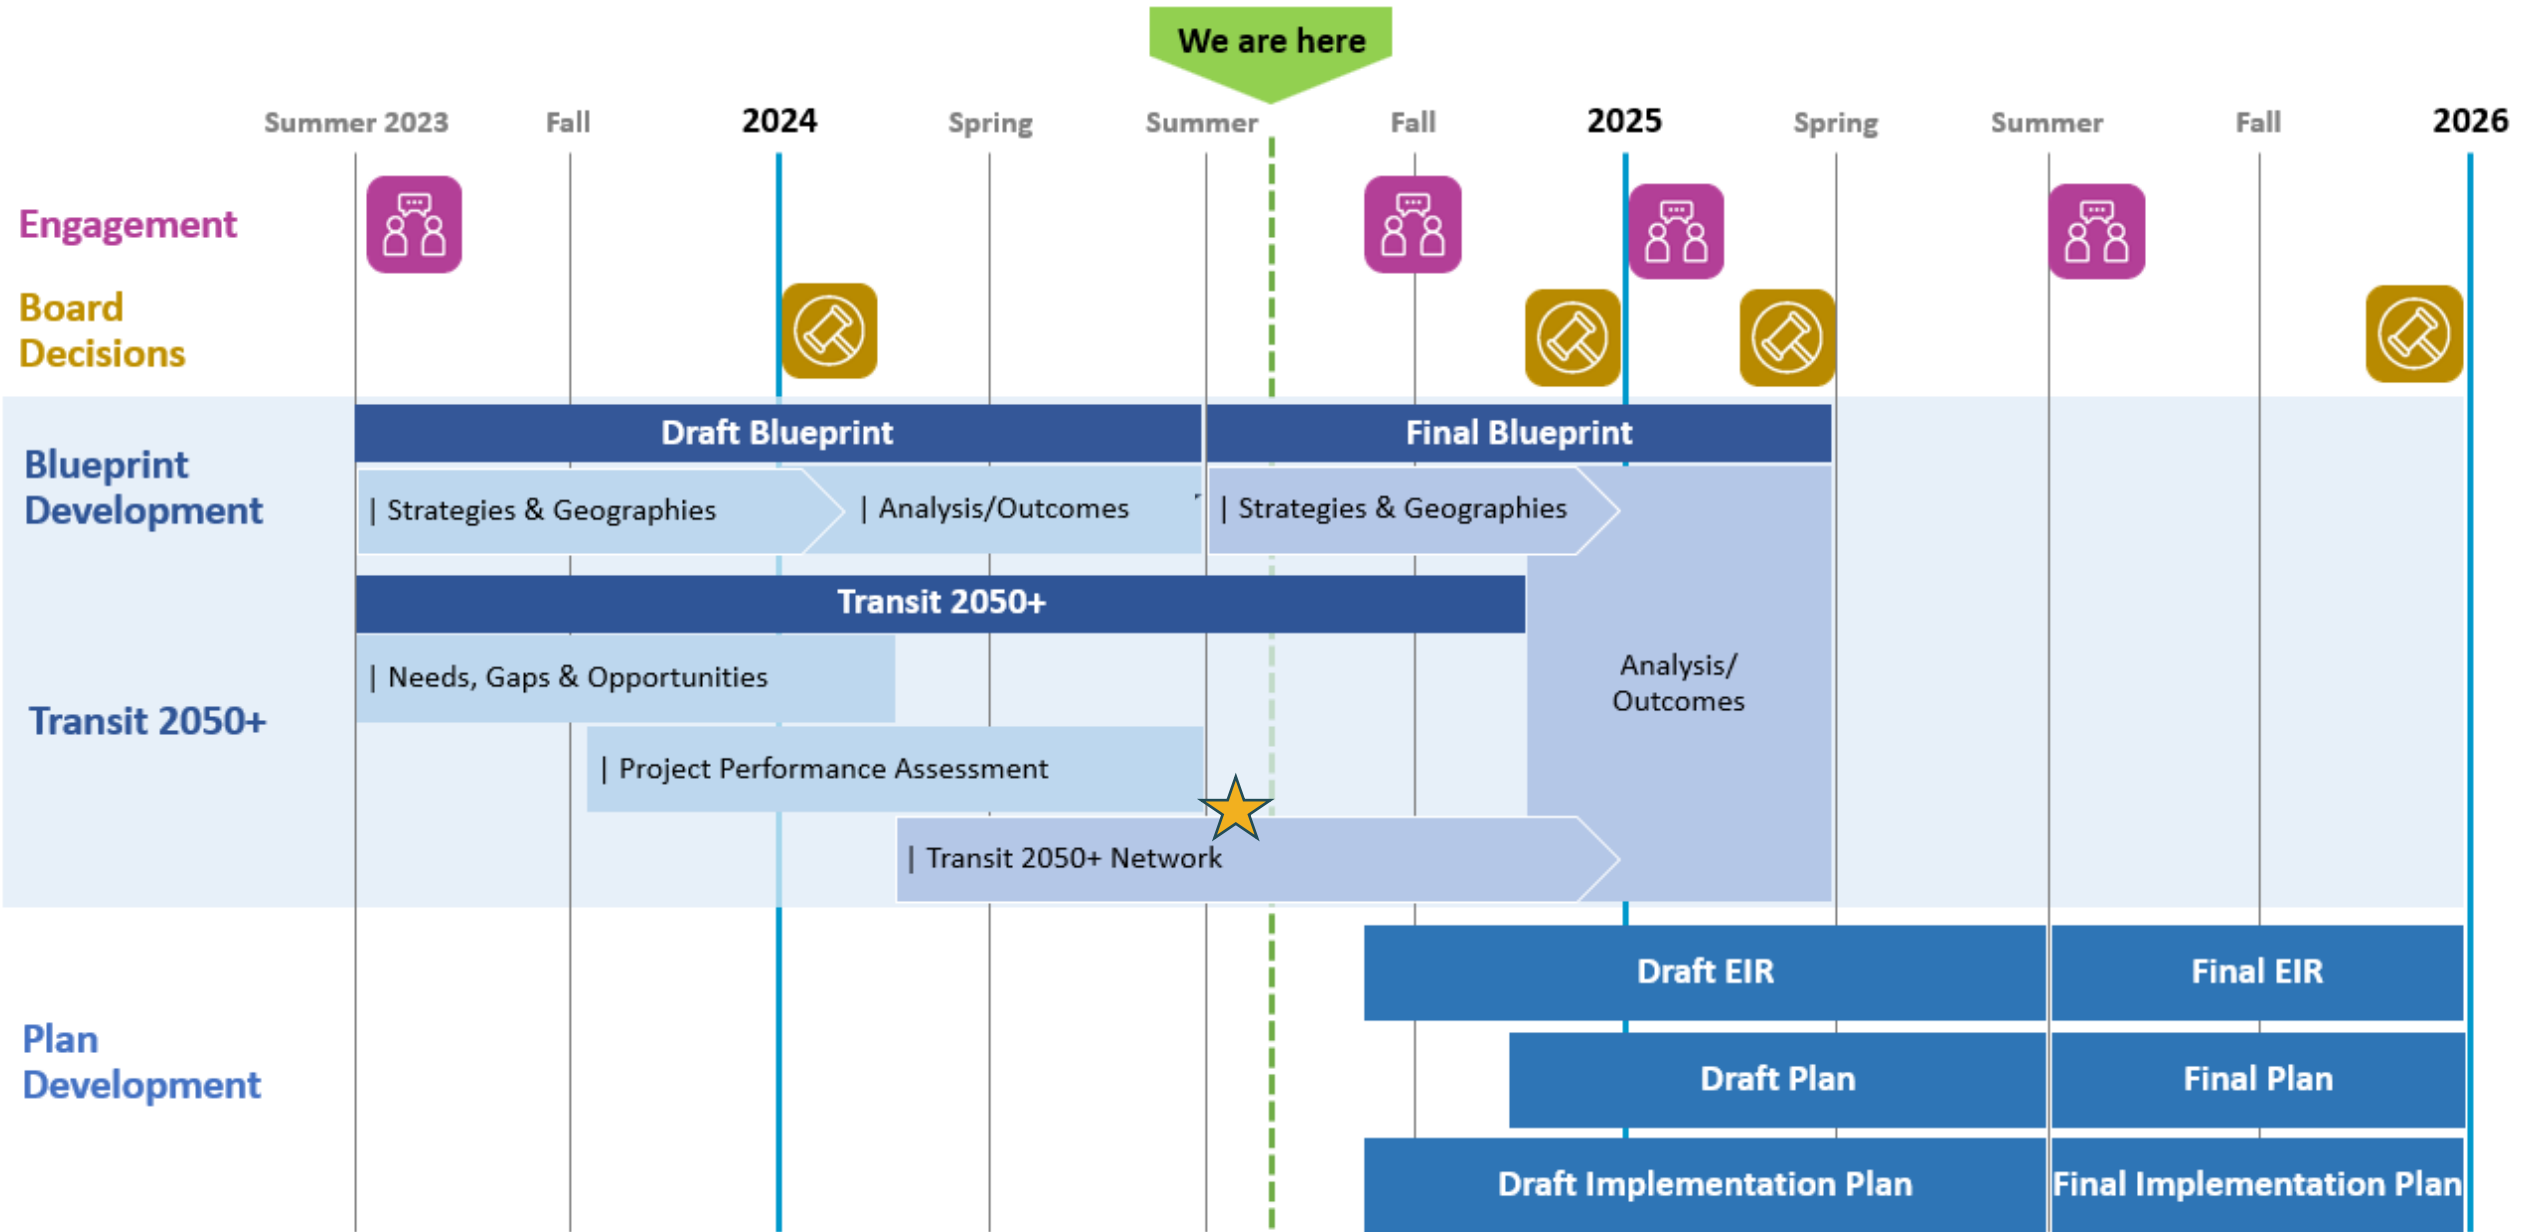 We are here
Summer 2023
Fall
2024
Spring
Summer
Fall
2025
Spring
Summer
Fall
2026
Engagement
Board
Decisions
Blueprint
Development
Draft Blueprint
Final Blueprint
| Strategies & Geographies
| Analysis/Outcomes
| Strategies & Geographies
Transit 2050+
Transit 2050+
| Needs, Gaps & Opportunities
| Project Performance Assessment
| Transit 2050+ Network
Analysis/
Outcomes
Plan
Development
Draft EIR
Final EIR
Draft Plan
Final Plan
Draft Implementation Plan
Final Implementation Plan